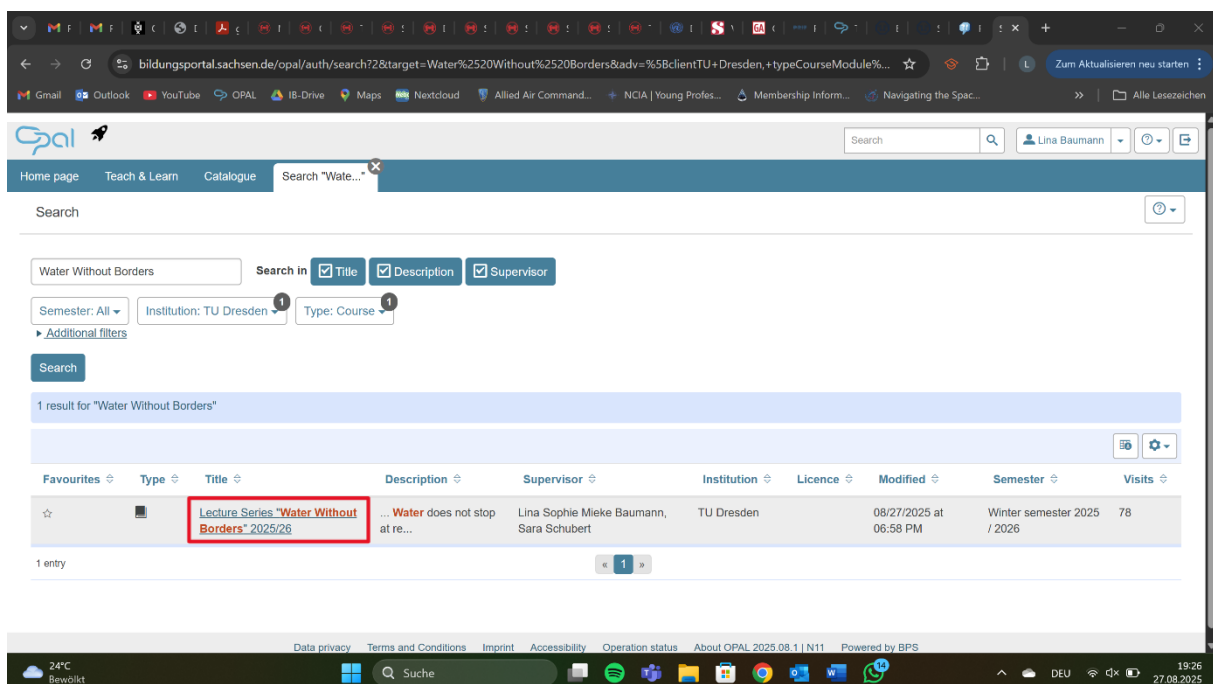 bildungsportal.sachsen.de/opal/auth/search?2&target=Water%2520Without%2520Borders&adv=%5BclientTU+Dresden,+typeCourseModule%... Zum Aktualisieren neu starten
Gmail Outlook YouTube OPAL IB-Drive Maps Nextcloud Allied Air Command... NCIA | Young Profes... Membership Inform... Navigating the Spac... >> Alle Lesezeichen
Opal Search Lina Baumann
Home page Teach & Learn Catalogue Search "Wate..."
Search
Water Without Borders Search in Title Description Supervisor
Semester: All Institution: TU Dresden 1 Type: Course 1
Additional filters
Search
1 result for "Water Without Borders"
Favourites Type Title Description Supervisor Institution Licence Modified Semester Visits
Lecture Series "Water Without ... Water does not stop Lina Sophie Mieke Baumann, TU Dresden 08/27/2025 at Winter semester 2025 78
Borders" 2025/26 at re... Sara Schubert 06:58 PM / 2026
1 entry « 1 »
Data privacy Terms and Conditions Imprint Accessibility Operation status About OPAL 2025.08.1 | N11 Powered by BPS
24°C Suche 14 DEU 19:26
Bewölkt 27.08.2025